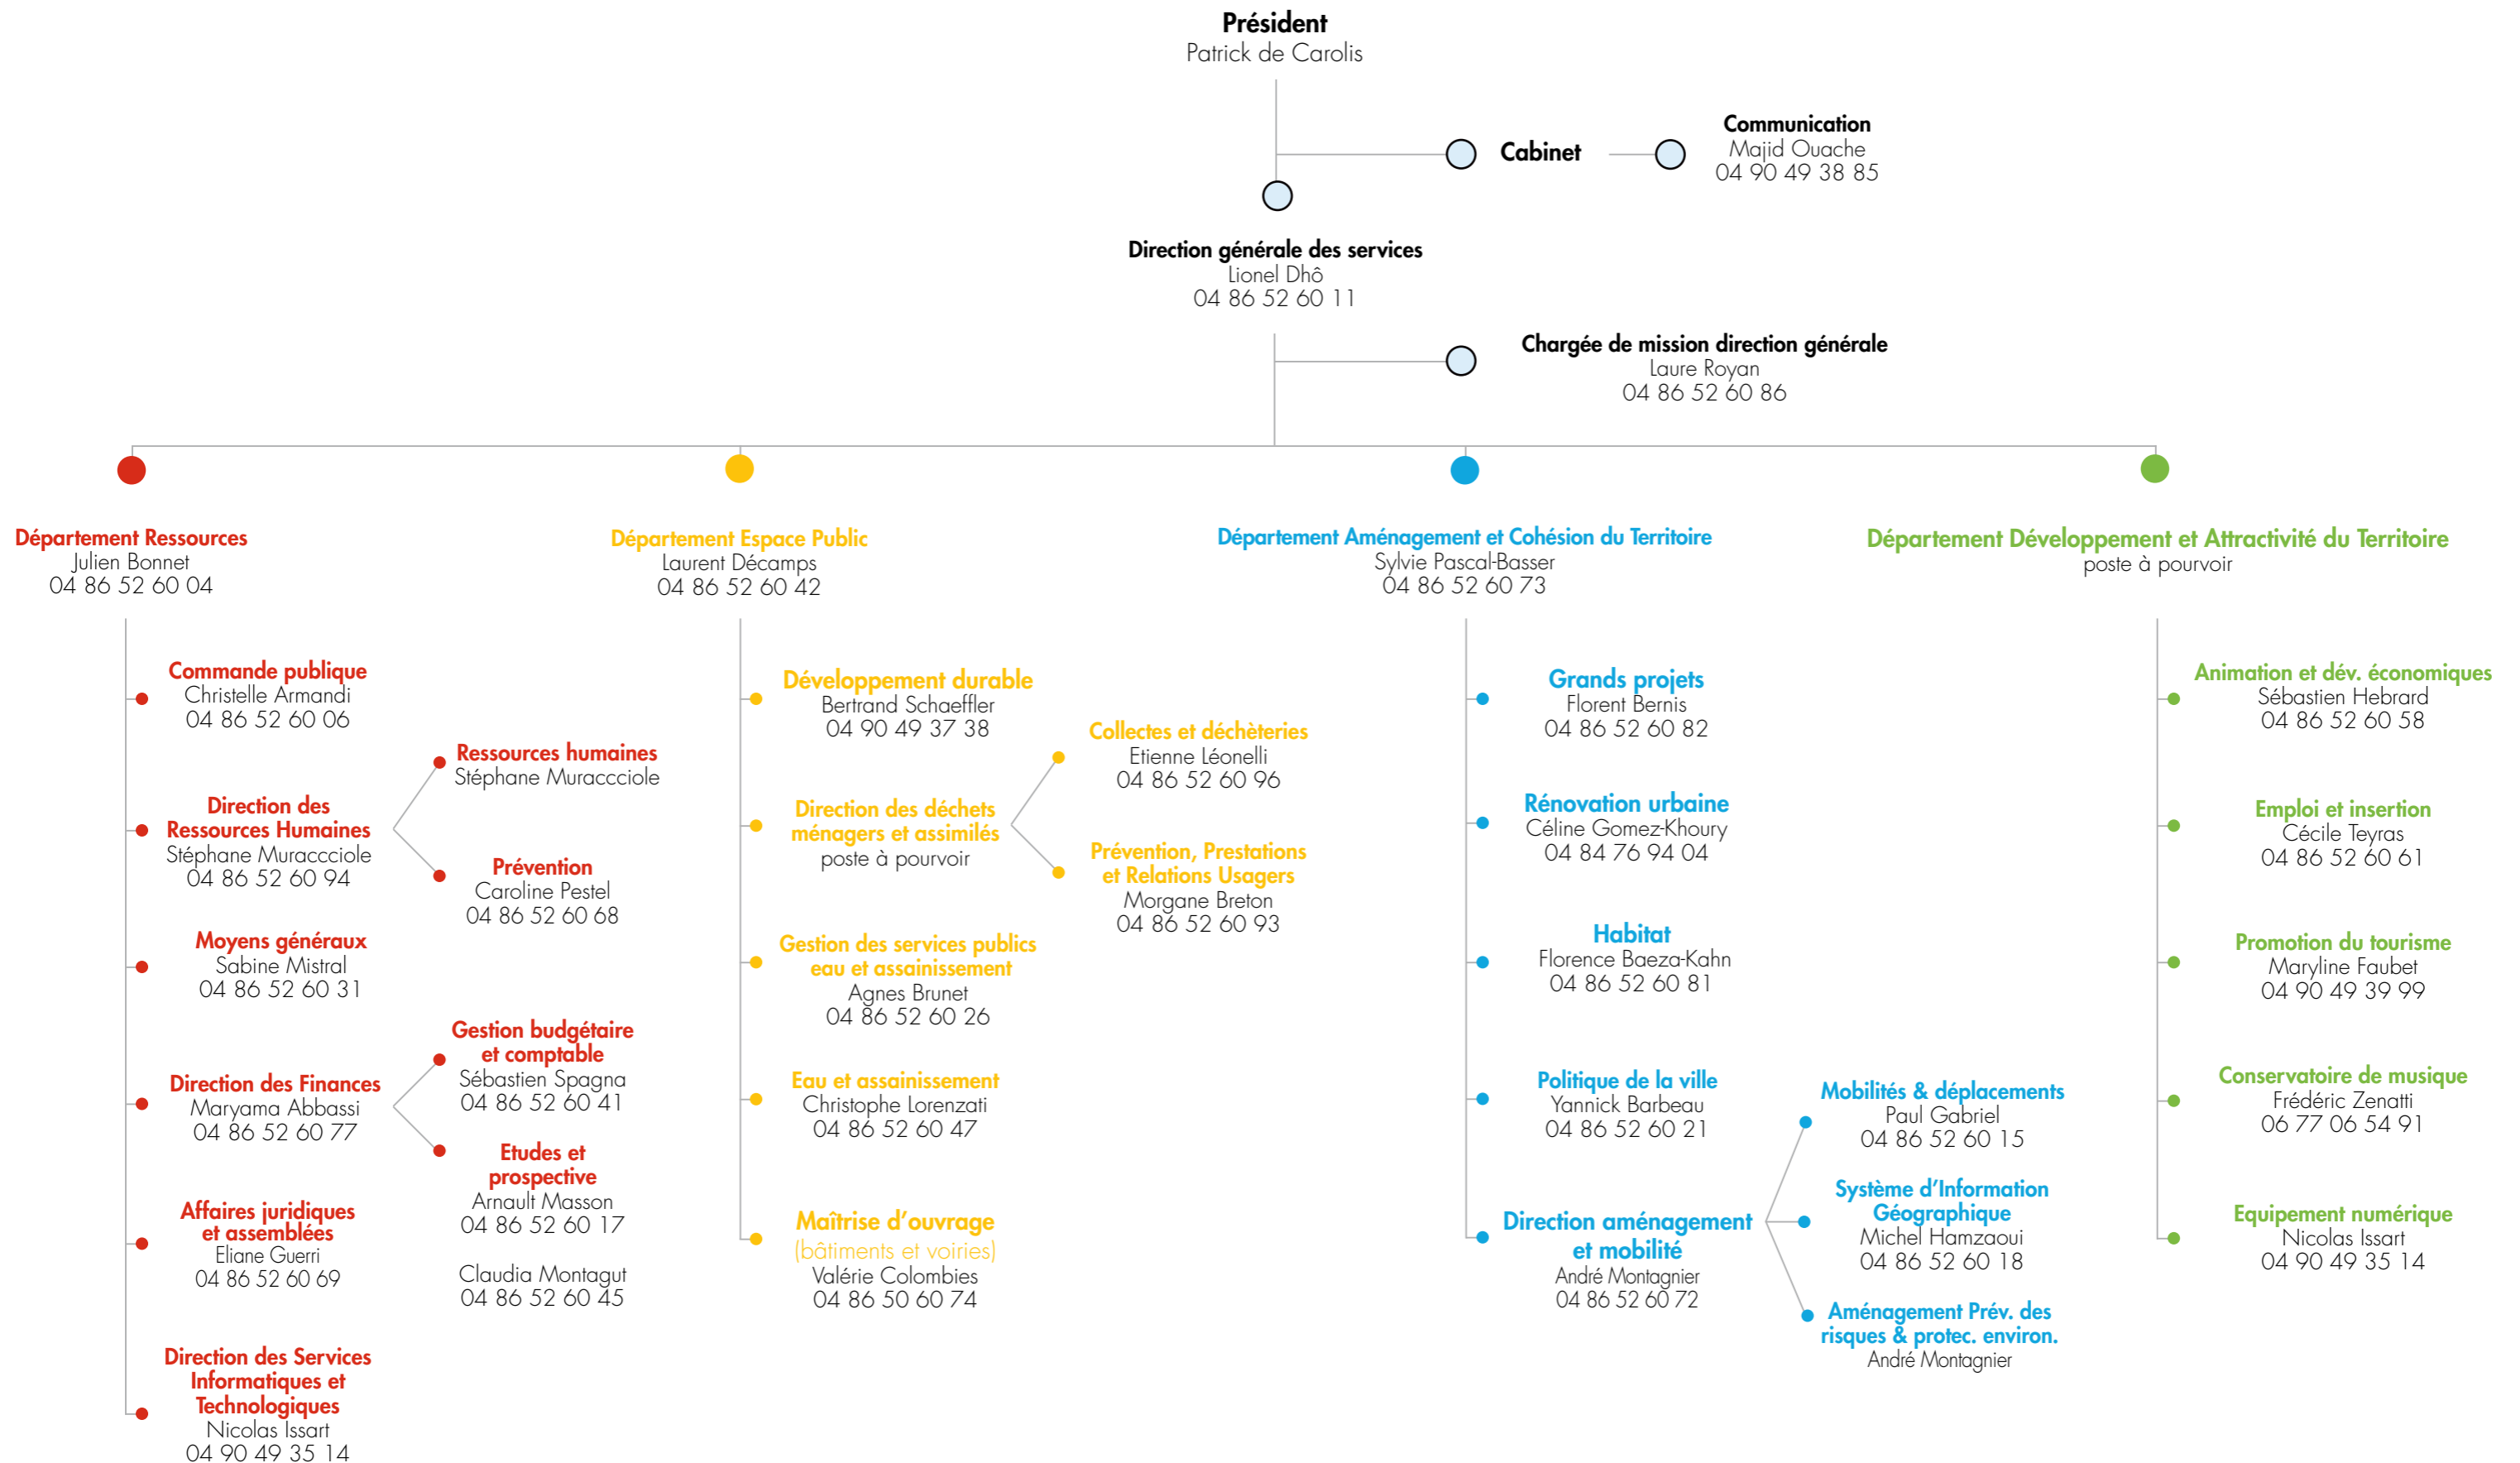 Président
Patrick de Carolis
Cabinet
Communication
Majid Ouache
04 90 49 38 85
Direction générale des services
Lionel Dhô
04 86 52 60 11
Chargée de mission direction générale
Laure Royan
04 86 52 60 86
Département Ressources
Julien Bonnet
04 86 52 60 04
Commande publique
Christelle Armandi
04 86 52 60 06
Direction des
Ressources Humaines
Stéphane Muraccciole
04 86 52 60 94
Ressources humaines
Stéphane Muraccciole
Prévention
Caroline Pestel
04 86 52 60 68
Moyens généraux
Sabine Mistral
04 86 52 60 31
Direction des Finances
Maryama Abbassi
04 86 52 60 77
Gestion budgétaire
et comptable
Sébastien Spagna
04 86 52 60 41
Etudes et
prospective
Arnault Masson
04 86 52 60 17
Claudia Montagut
04 86 52 60 45
Affaires juridiques
et assemblées
Eliane Guerri
04 86 52 60 69
Direction des Services
Informatiques et
Technologiques
Nicolas Issart
04 90 49 35 14
Département Espace Public
Laurent Décamps
04 86 52 60 42
Développement durable
Bertrand Schaeffler
04 90 49 37 38
Direction des déchets
ménagers et assimilés
poste à pourvoir
Collectes et déchèteries
Etienne Léonelli
04 86 52 60 96
Prévention, Prestations
et Relations Usagers
Morgane Breton
04 86 52 60 93
Gestion des services publics
eau et assainissement
Agnes Brunet
04 86 52 60 26
Eau et assainissement
Christophe Lorenzati
04 86 52 60 47
Maîtrise d'ouvrage
(bâtiments et voiries)
Valérie Colombies
04 86 50 60 74
Département Aménagement et Cohésion du Territoire
Sylvie Pascal-Basser
04 86 52 60 73
Grands projets
Florent Bernis
04 86 52 60 82
Rénovation urbaine
Céline Gomez-Khoury
04 84 76 94 04
Habitat
Florence Baeza-Kahn
04 86 52 60 81
Politique de la ville
Yannick Barbeau
04 86 52 60 21
Direction aménagement
et mobilité
André Montagnier
04 86 52 60 72
Mobilités & déplacements
Paul Gabriel
04 86 52 60 15
Système d'Information
Géographique
Michel Hamzaoui
04 86 52 60 18
Aménagement Prév. des
risques & protec. environ.
André Montagnier
Département Développement et Attractivité du Territoire
poste à pourvoir
Animation et dév. économiques
Sébastien Hebrard
04 86 52 60 58
Emploi et insertion
Cécile Teyras
04 86 52 60 61
Promotion du tourisme
Maryline Faubet
04 90 49 39 99
Conservatoire de musique
Frédéric Zenatti
06 77 06 54 91
Equipement numérique
Nicolas Issart
04 90 49 35 14